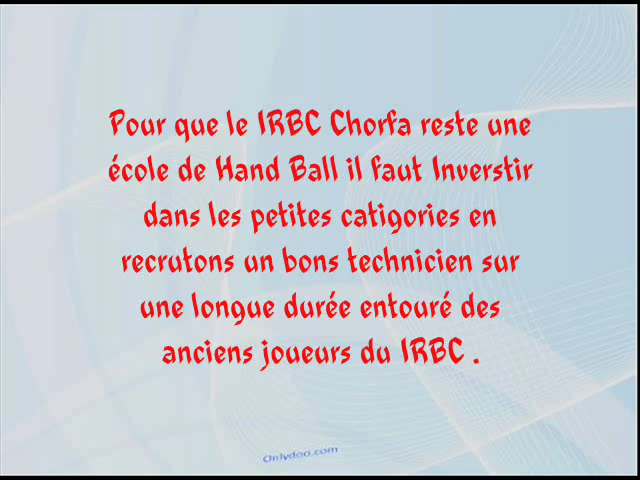 Pour que le IRBC Chorfa reste une
école de Hand Ball il faut Inverstir
dans les petites catigories en
recrutons un bons technicien sur
une longue durée entouré des
anciens joueurs du IRBC .
Onlydoo.com